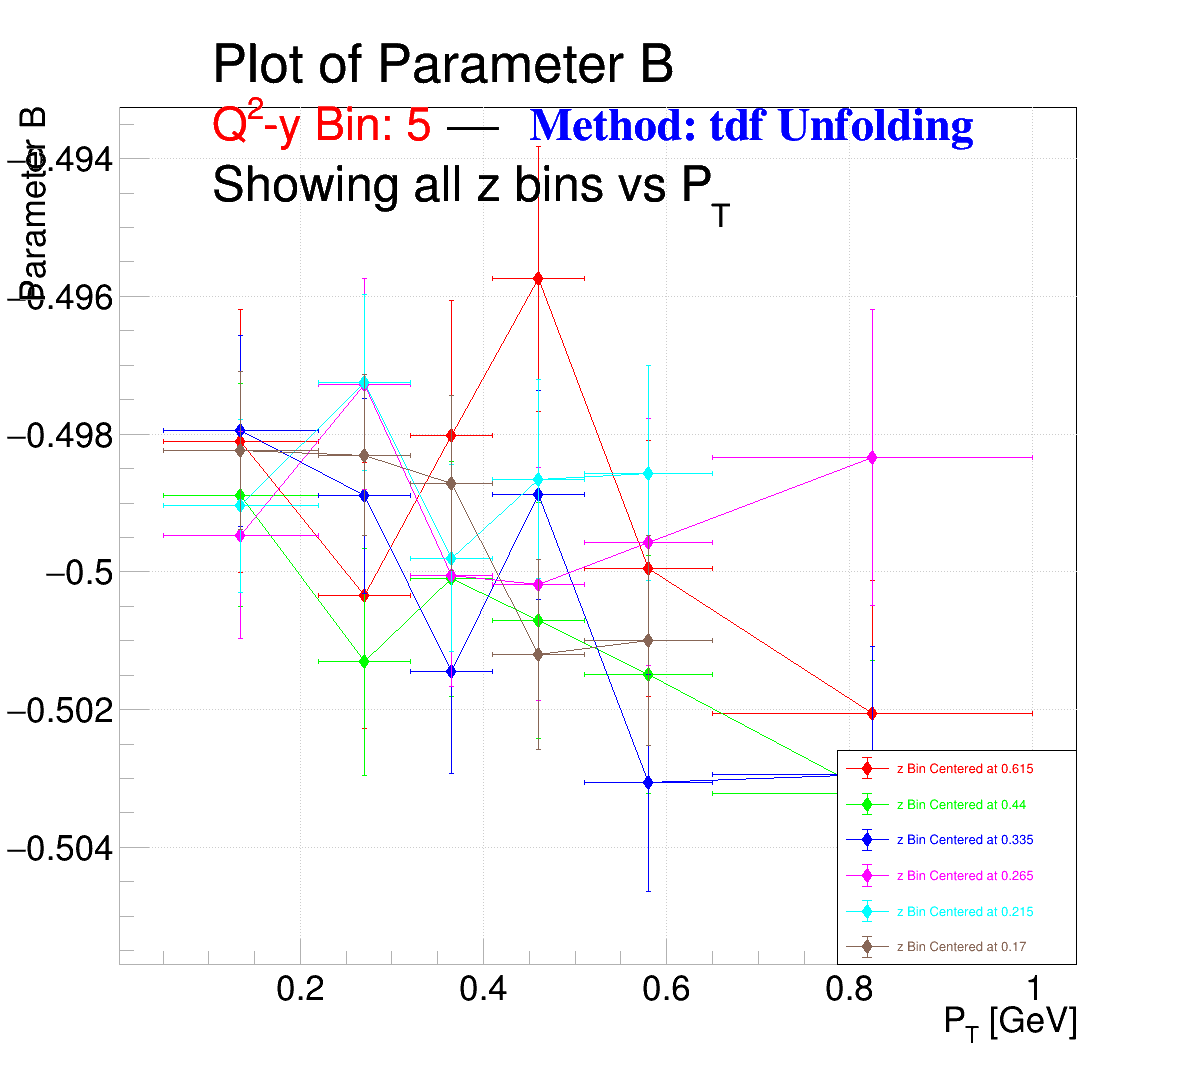 Plot of Parameter B
Q²-y Bin: 5 — Method: tdf Unfolding
Showing all z bins vs P_T
Parameter B
−0.494
−0.496
−0.498
−0.5
−0.502
−0.504
z Bin Centered at 0.615
z Bin Centered at 0.44
z Bin Centered at 0.335
z Bin Centered at 0.265
z Bin Centered at 0.215
z Bin Centered at 0.17
0.2 0.4 0.6 0.8 1
P_T [GeV]